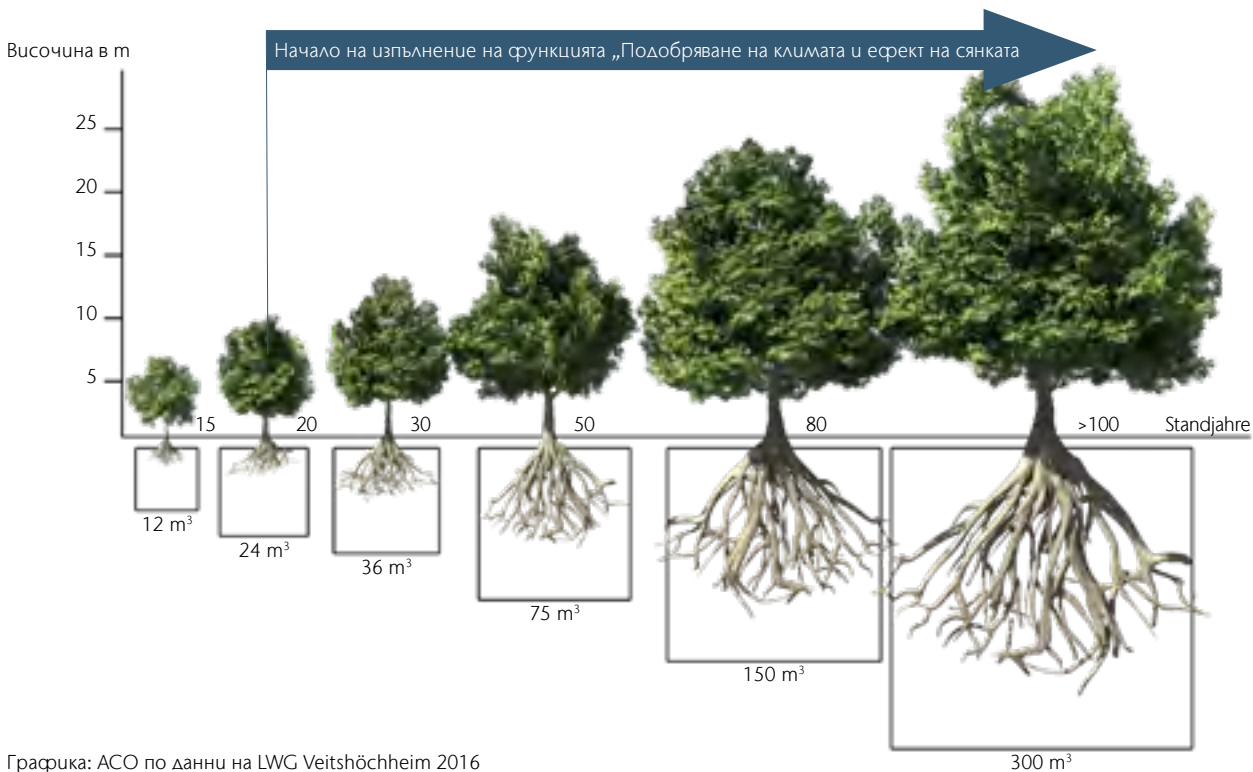 Височина в m
Начало на изпълнение на функцията „Подобряване на климата и ефект на сянката
25
20
15
10
5
15 20 30 50 80 >100 Standjahre
12 m³
24 m³
36 m³
75 m³
150 m³
300 m³
Графика: АСО по данни на LWG Veitshöchheim 2016